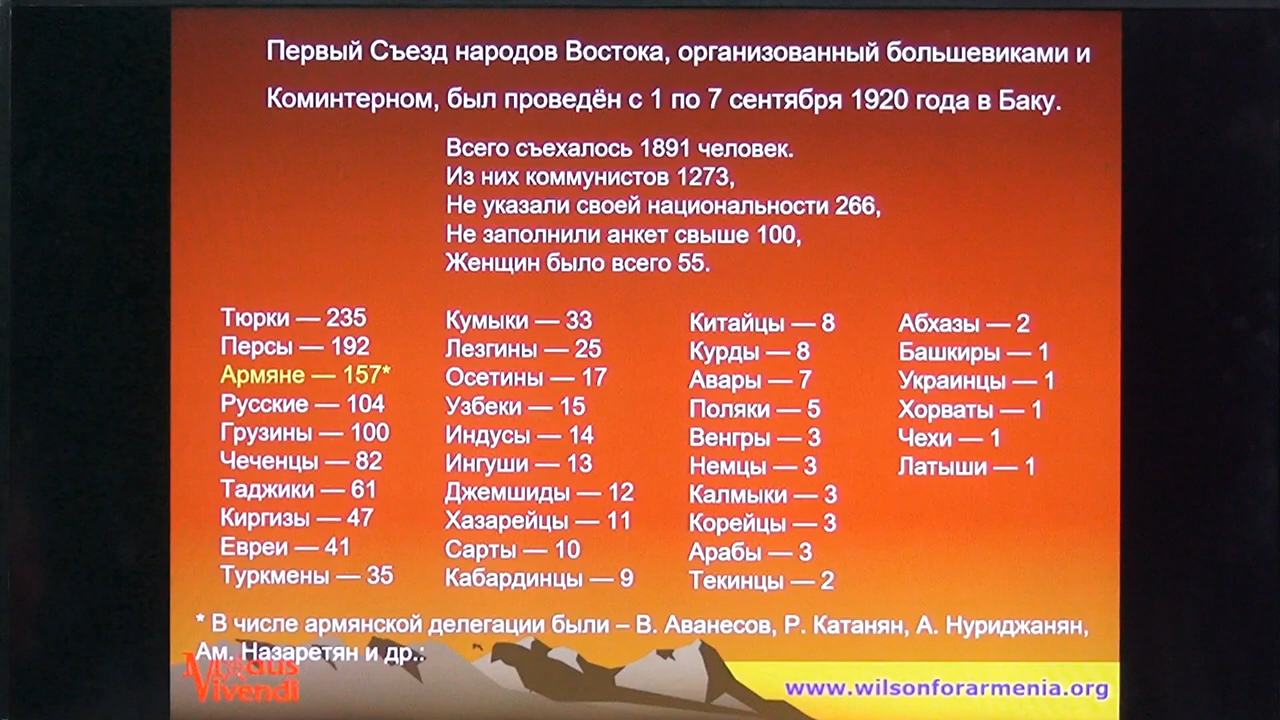 Первый Съезд народов Востока, организованный большевиками и
Коминтерном, был проведён с 1 по 7 сентября 1920 года в Баку.
Всего съехалось 1891 человек.
Из них коммунистов 1273,
Не указали своей национальности 266,
Не заполнили анкет свыше 100,
Женщин было всего 55.
Тюрки — 235
Персы — 192
Армяне — 157*
Русские — 104
Грузины — 100
Чеченцы — 82
Таджики — 61
Киргизы — 47
Евреи — 41
Туркмены — 35
Кумыки — 33
Лезгины — 25
Осетины — 17
Узбеки — 15
Индусы — 14
Ингуши — 13
Джемшиды — 12
Хазарейцы — 11
Сарты — 10
Кабардинцы — 9
Китайцы — 8
Курды — 8
Авары — 7
Поляки — 5
Венгры — 3
Немцы — 3
Калмыки — 3
Корейцы — 3
Арабы — 3
Текинцы — 2
Абхазы — 2
Башкиры — 1
Украинцы — 1
Хорваты — 1
Чехи — 1
Латыши — 1
* В числе армянской делегации были – В. Аванесов, Р. Катанян, А. Нуриджанян,
Ам. Назаретян и др.:
Modus
Vivendi
www.wilsonforarmenia.org